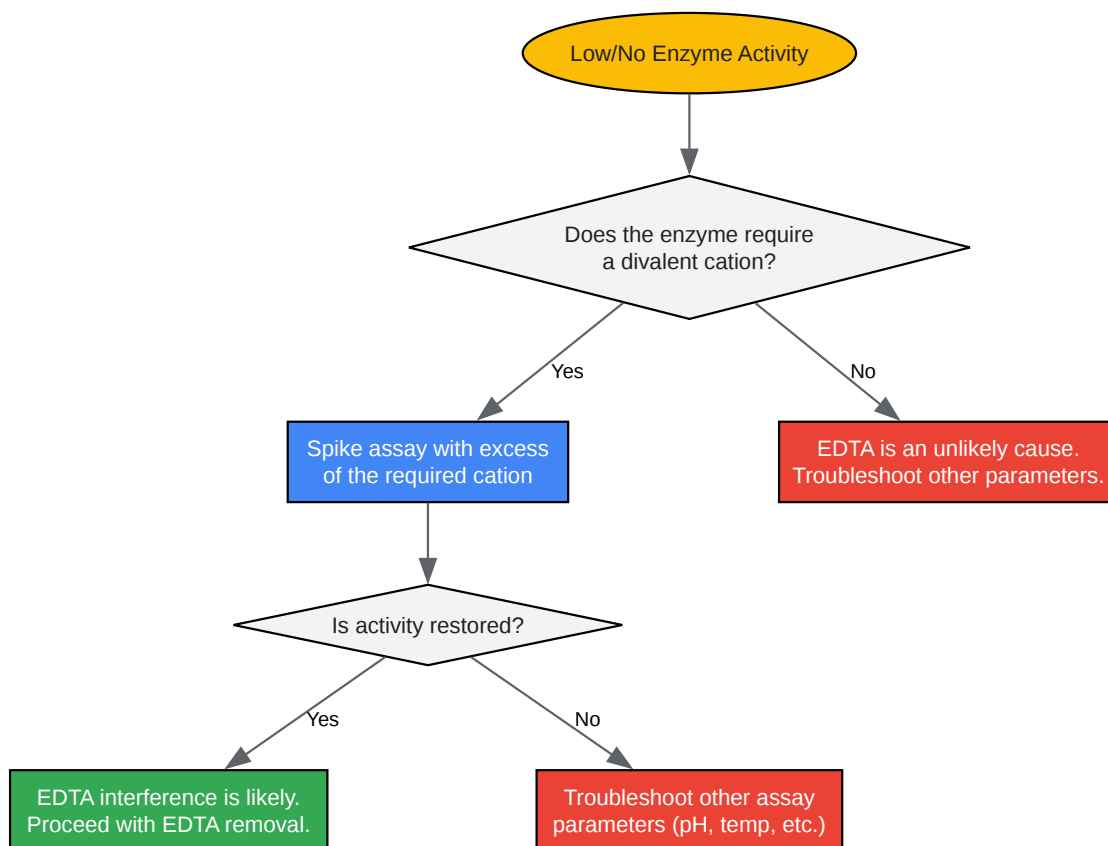 Low/No Enzyme Activity
Does the enzyme require
a divalent cation?
Yes
No
Spike assay with excess
of the required cation
EDTA is an unlikely cause.
Troubleshoot other parameters.
Is activity restored?
Yes
No
EDTA interference is likely.
Proceed with EDTA removal.
Troubleshoot other assay
parameters (pH, temp, etc.)